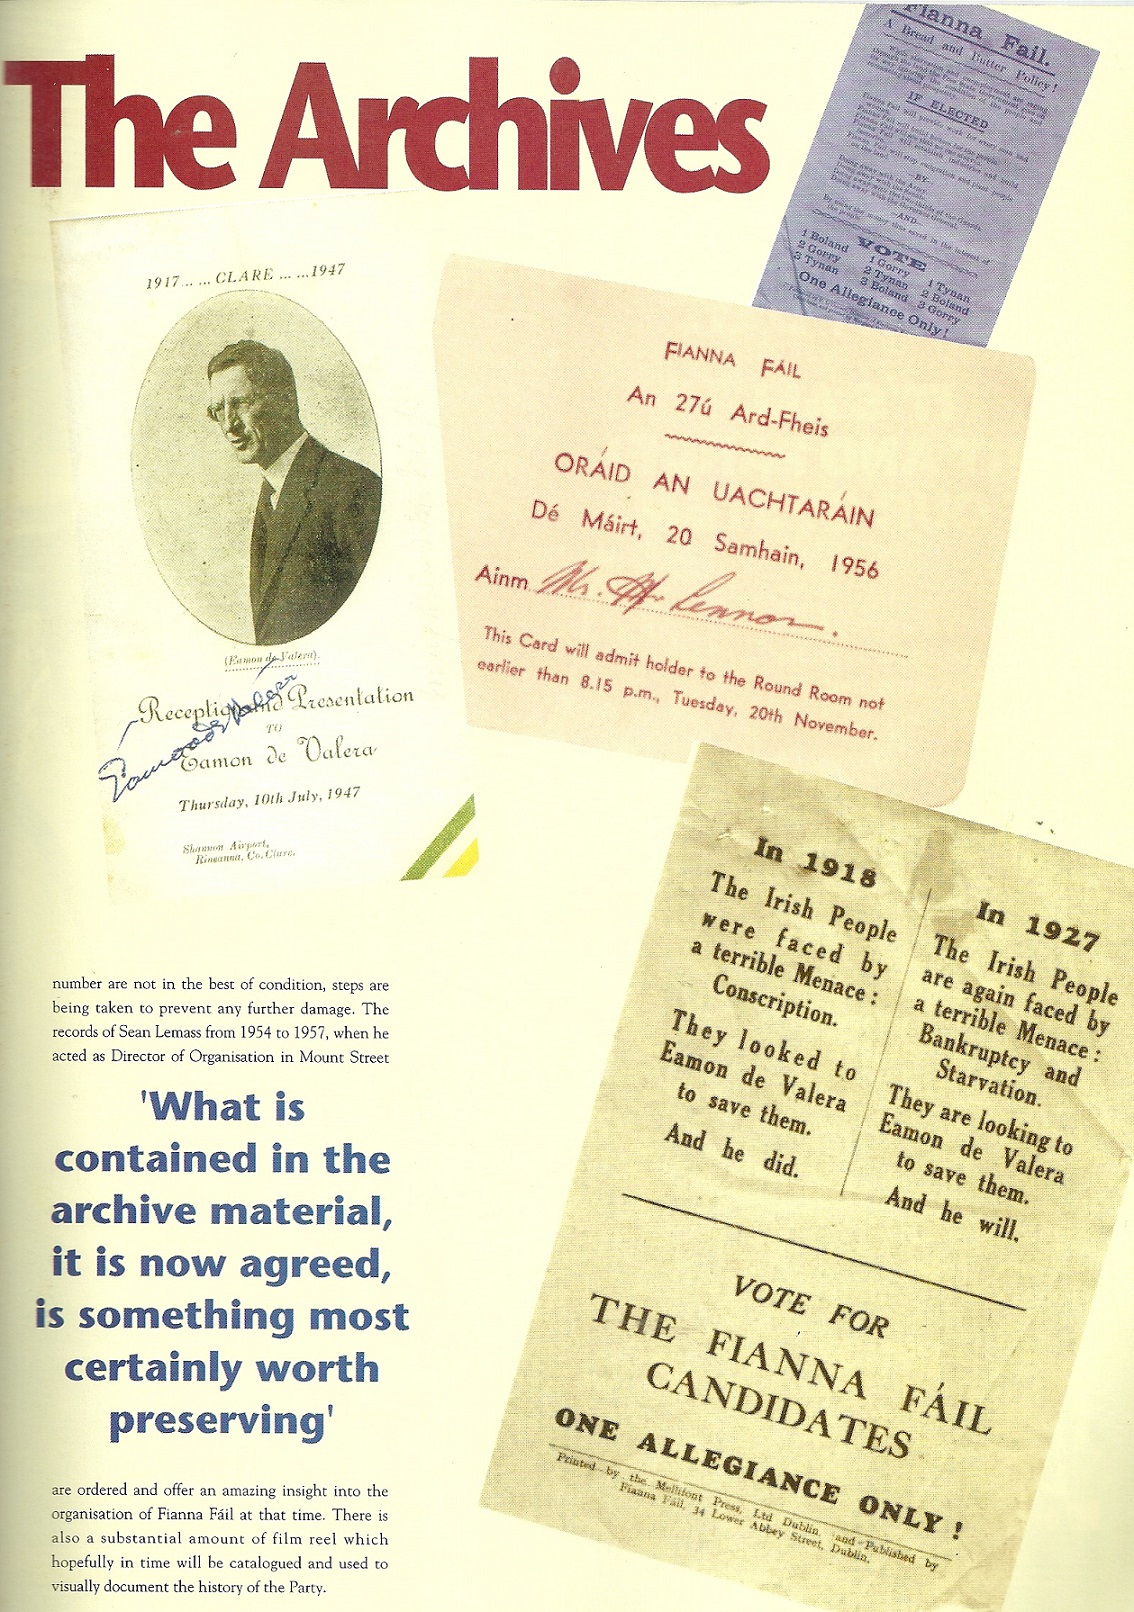 The Archives
Fianna Fail.
A Bread and Butter Policy!
IF ELECTED
BY—
—AND—
VOTE
1 Boland
2 Gorry
3 Tynan
1 Gorry
2 Tynan
3 Boland
1 Tynan
2 Boland
3 Gorry
One Allegiance Only!
1917.. ... CLARE ... ...1947
(Eamon de Valera).
Reception and Presentation
TO
Eamon de Valera
Thursday, 10th July, 1947
Shannon Airport,
Rineanna, Co. Clare.
FIANNA FÁIL
An 27ú Ard-Fheis
ORÁID AN UACHTARÁIN
Dé Máirt, 20 Samhain, 1956
Ainm Mr. Lennon.
This Card will admit holder to the Round Room not
earlier than 8.15 p.m., Tuesday, 20th November.
In 1918
The Irish People
were faced by
a terrible Menace:
Conscription.
They looked to
Eamon de Valera
to save them.
And he did.
In 1927
The Irish People
are again faced by
a terrible Menace:
Bankruptcy and
Starvation.
They are looking to
Eamon de Valera
to save them.
And he will.
VOTE FOR
THE FIANNA FÁIL
CANDIDATES
ONE ALLEGIANCE ONLY!
Printed by the Mellifont Press, Ltd Dublin, and Published by
Fianna Fáil, 34 Lower Abbey Street, Dublin.
number are not in the best of condition, steps are
being taken to prevent any further damage. The
records of Sean Lemass from 1954 to 1957, when he
acted as Director of Organisation in Mount Street
'What is
contained in the
archive material,
it is now agreed,
is something most
certainly worth
preserving'
are ordered and offer an amazing insight into the
organisation of Fianna Fáil at that time. There is
also a substantial amount of film reel which
hopefully in time will be catalogued and used to
visually document the history of the Party.